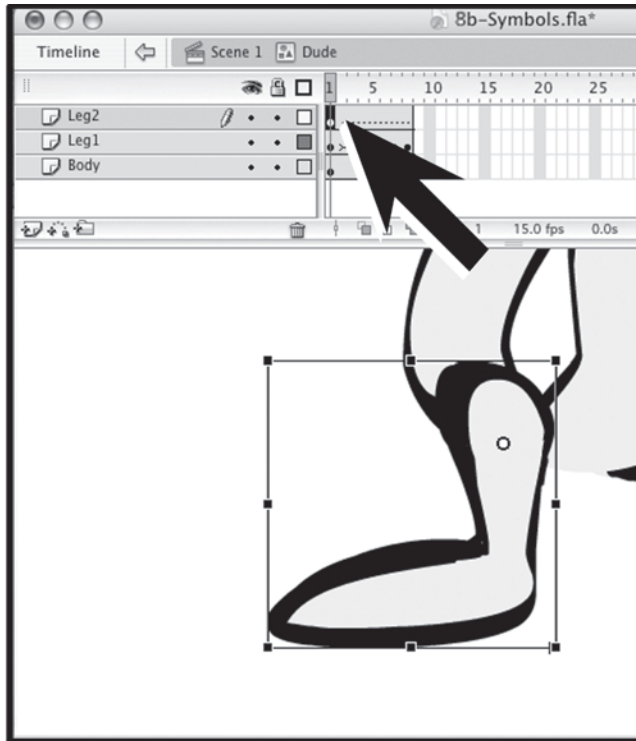 8b-Symbols.fla*
Timeline Scene 1 Dude
1 5 10 15 20 25
Leg2
Leg1
Body
1 15.0 fps 0.0s